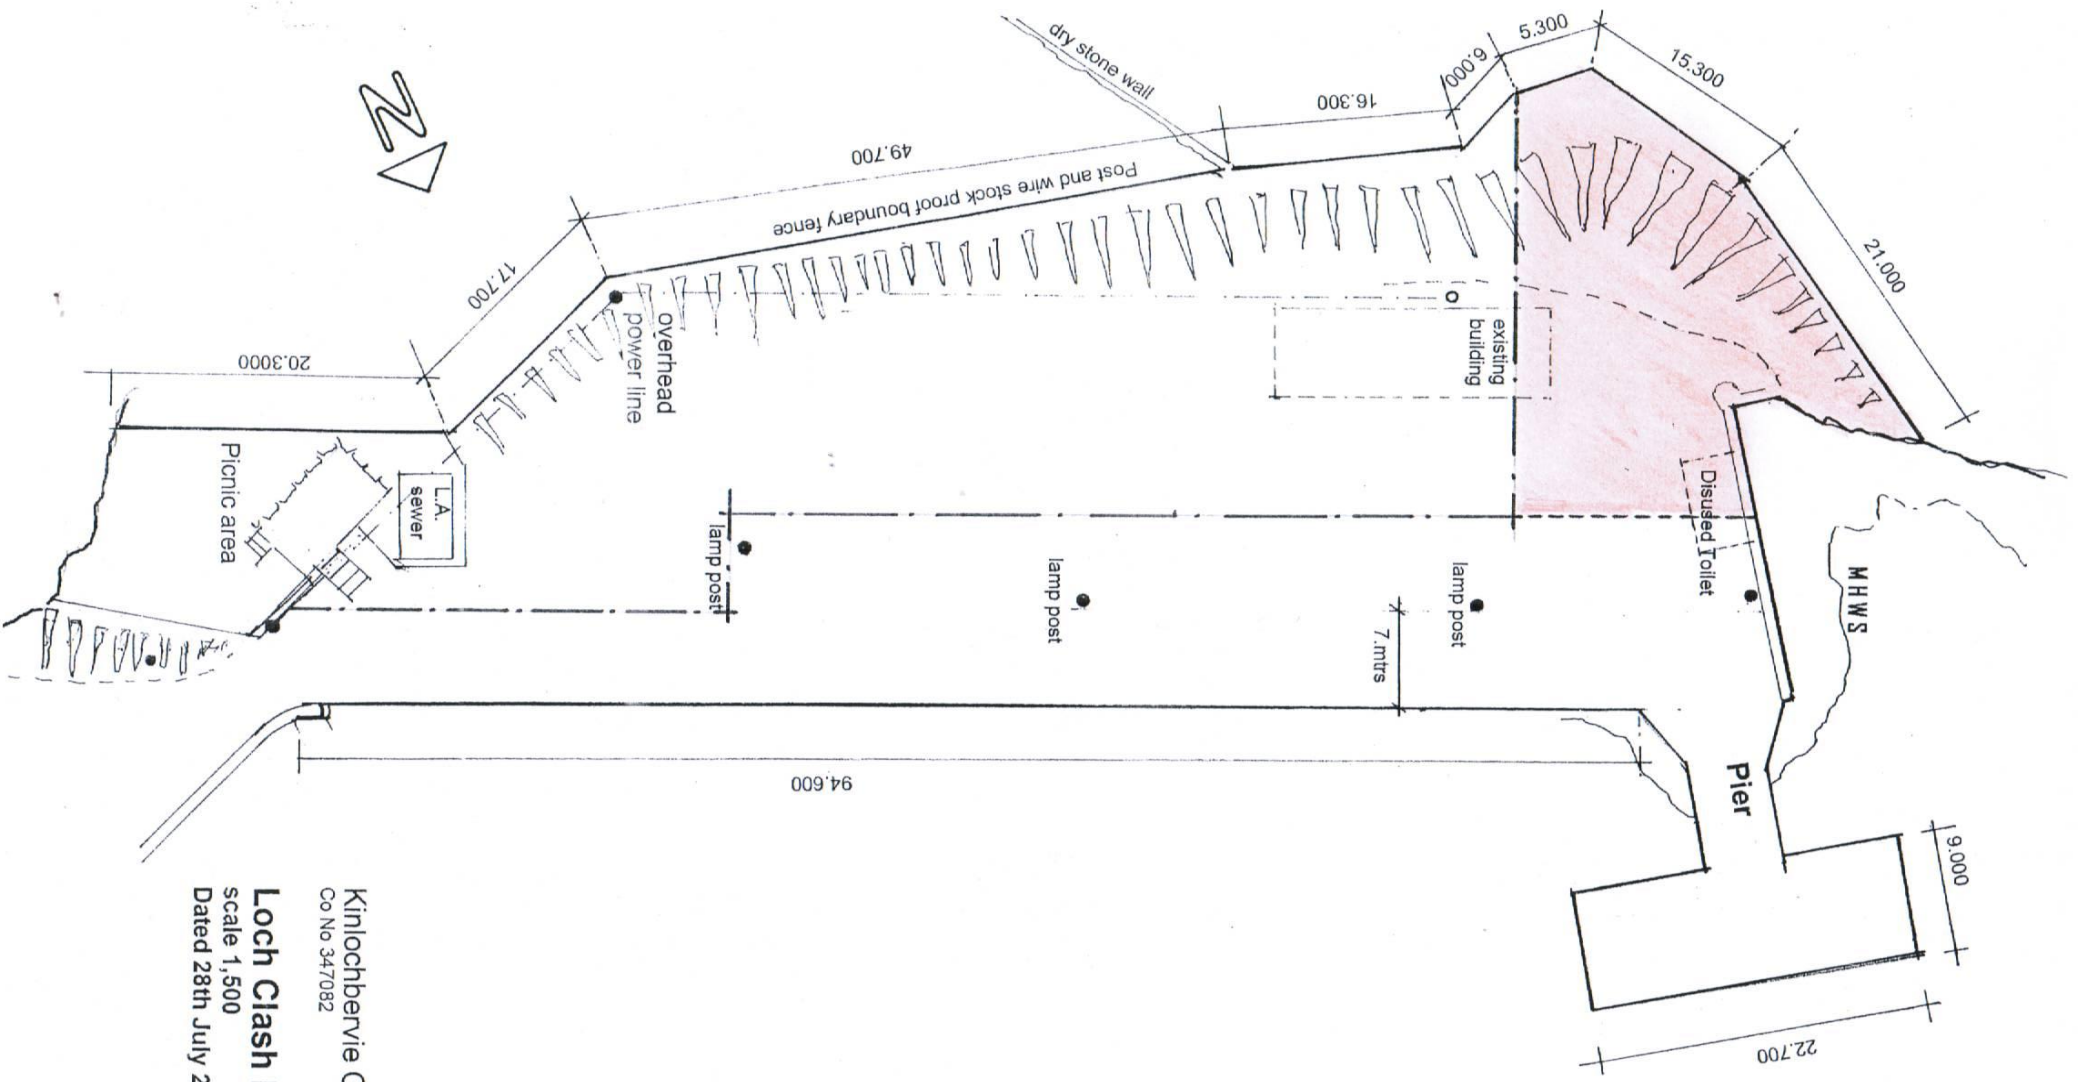 5.300
15.300
6.000
dry stone wall
16.300
49.700
Post and wire stock proof boundary fence
21.000
17.700
N
20.3000
overhead
power line
existing
building
Picnic area
L.A.
sewer
lamp post
lamp post
lamp post
Disused Toilet
MHWS
7.mtrs
94.600
Pier
9.000
22.700
Kinlochbervie C
Co No 347082
Loch Clash
scale 1,500
Dated 28th July 2